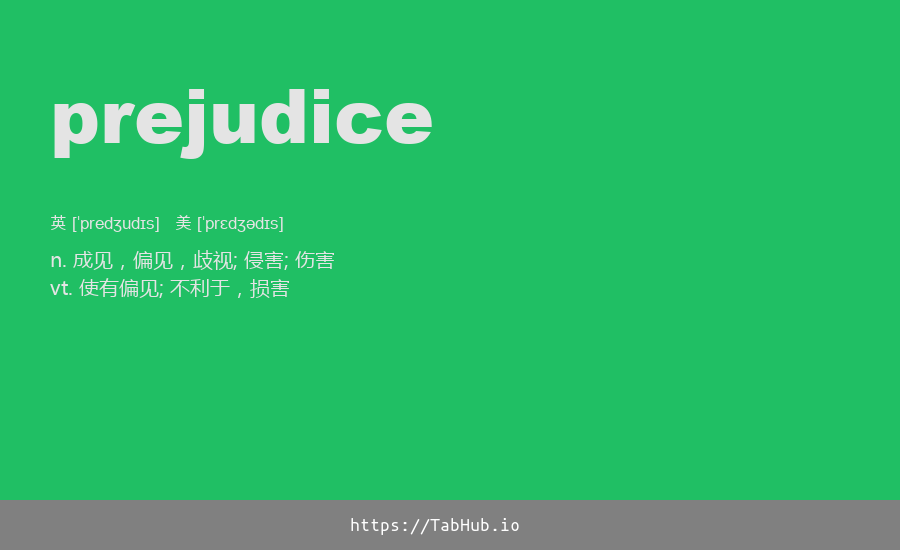 prejudice
英 [ˈpredʒudɪs] 美 [ˈprɛdʒədɪs]
n. 成见，偏见，歧视; 侵害; 伤害
vt. 使有偏见; 不利于，损害
https://TabHub.io